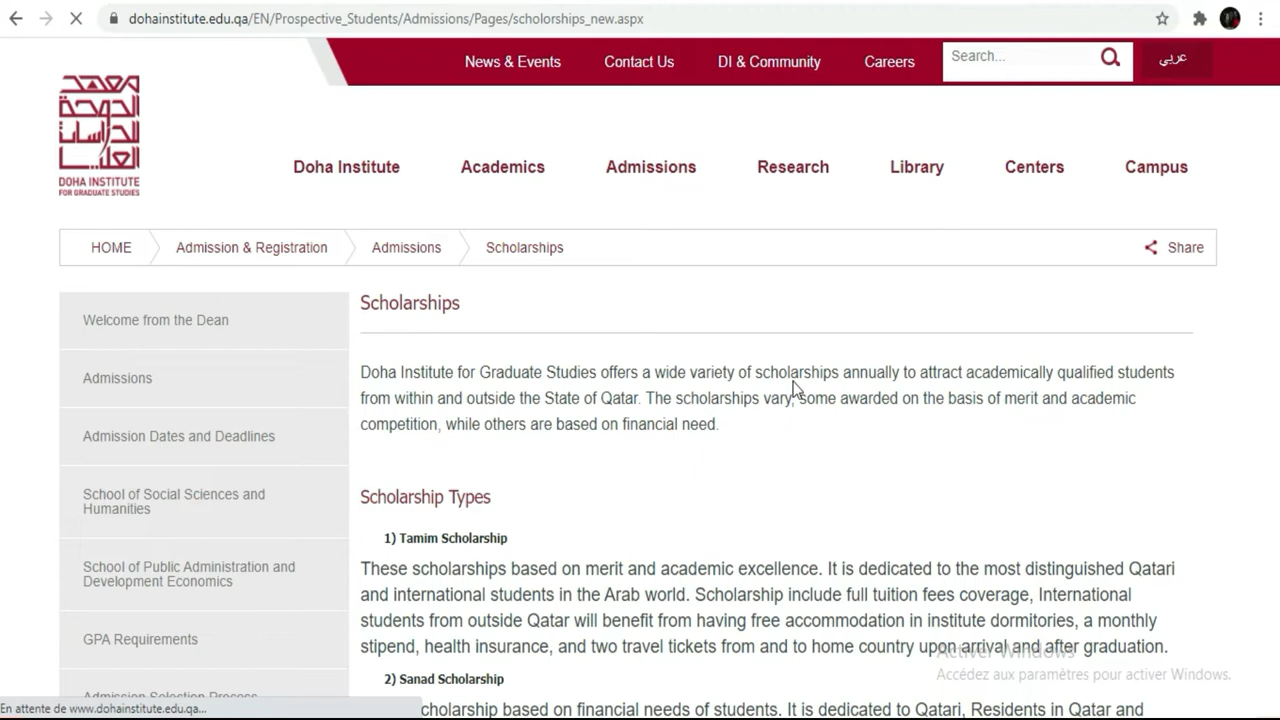 dohainstitute.edu.qa/EN/Prospective_Students/Admissions/Pages/scholorships_new.aspx
News & Events
Contact Us
DI & Community
Careers
Search...
عربي
معهد
الدوحة
للدراسات
العليا
DOHA INSTITUTE
FOR GRADUATE STUDIES
Doha Institute
Academics
Admissions
Research
Library
Centers
Campus
HOME
Admission & Registration
Admissions
Scholarships
Share
Welcome from the Dean
Admissions
Admission Dates and Deadlines
School of Social Sciences and
Humanities
School of Public Administration and
Development Economics
GPA Requirements
Admission Selection Process
Scholarships
Doha Institute for Graduate Studies offers a wide variety of scholarships annually to attract academically qualified students
from within and outside the State of Qatar. The scholarships vary, some awarded on the basis of merit and academic
competition, while others are based on financial need.
Scholarship Types
1) Tamim Scholarship
These scholarships based on merit and academic excellence. It is dedicated to the most distinguished Qatari
and international students in the Arab world. Scholarship include full tuition fees coverage, International
students from outside Qatar will benefit from having free accommodation in institute dormitories, a monthly
stipend, health insurance, and two travel tickets from and to home country upon arrival and after graduation.
2) Sanad Scholarship
cholarship based on financial needs of students. It is dedicated to Qatari, Residents in Qatar and
Activer Windows
Accédez aux paramètres pour activer Windows.
En attente de www.dohainstitute.edu.qa...